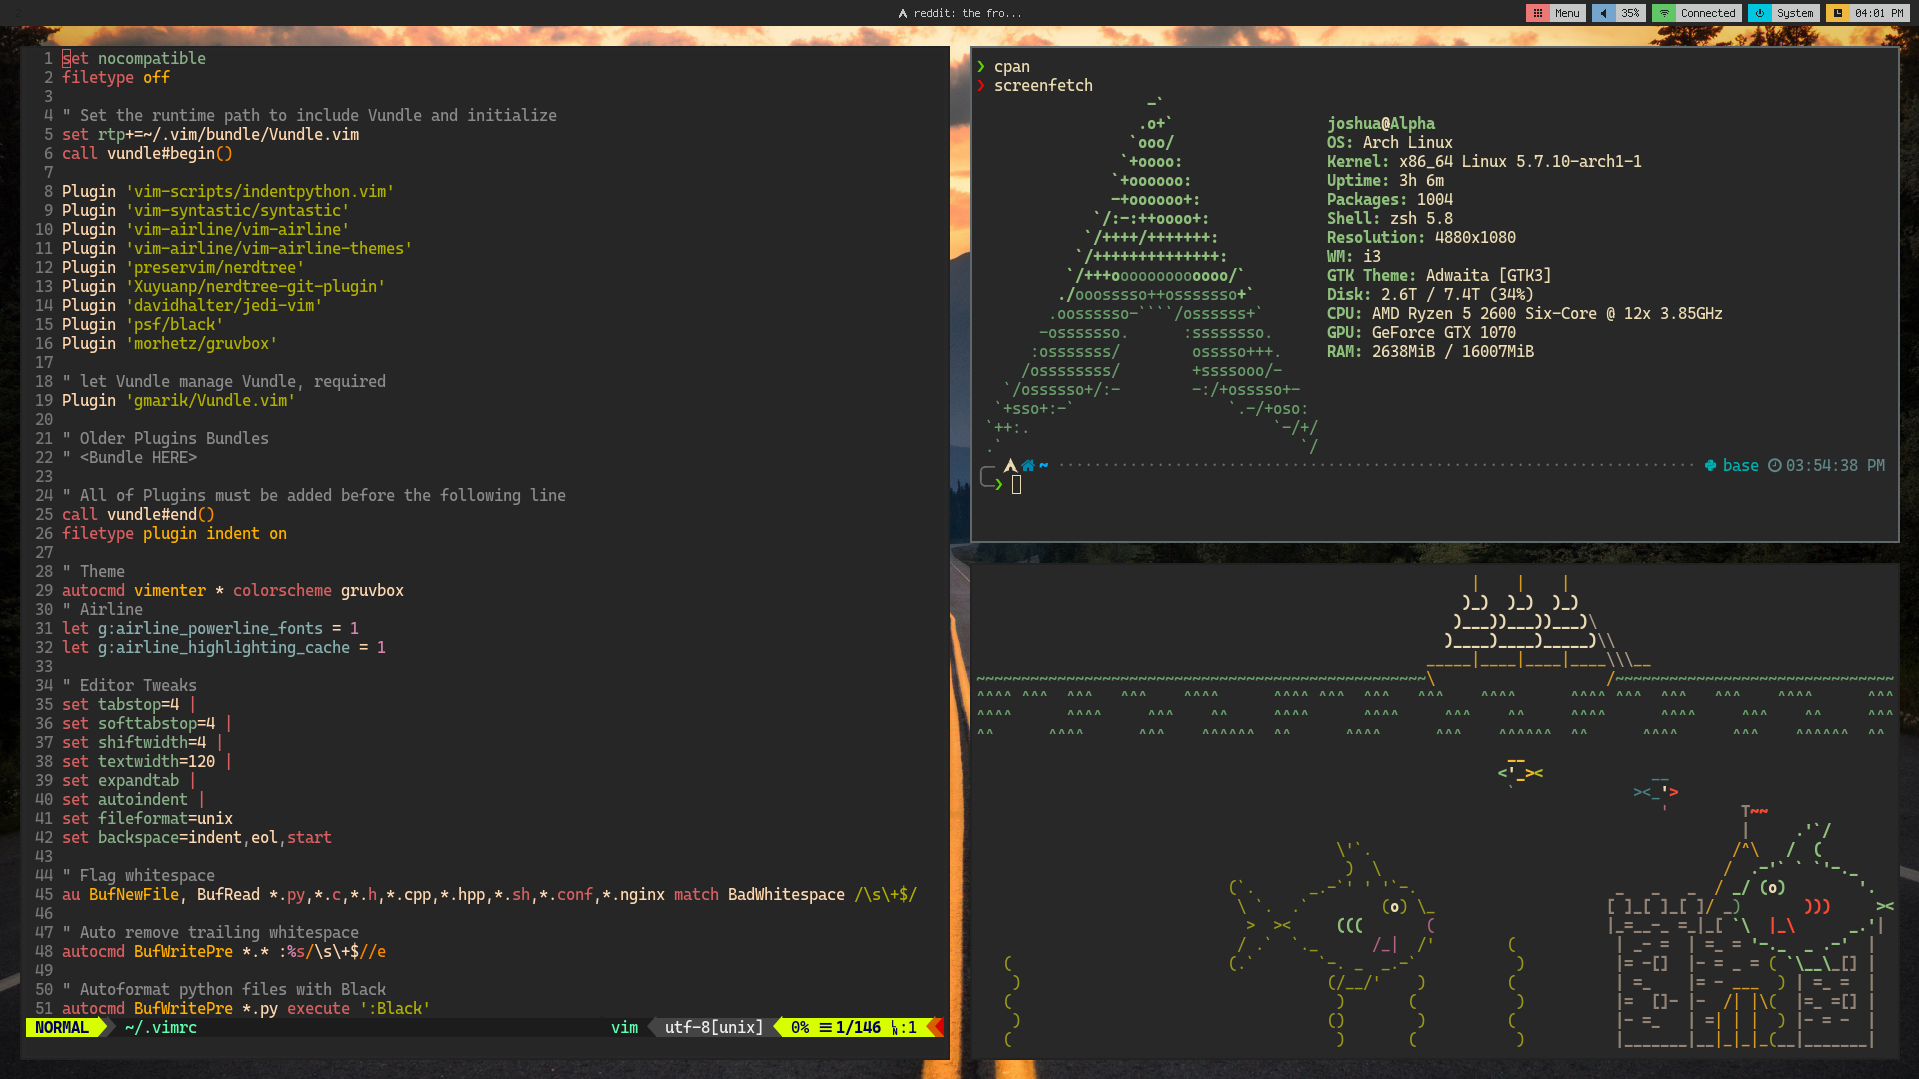 reddit: the fro...
Menu 35% Connected System 04:01 PM
1 set nocompatible
2 filetype off
3
4 " Set the runtime path to include Vundle and initialize
5 set rtp+=~/.vim/bundle/Vundle.vim
6 call vundle#begin()
7
8 Plugin 'vim-scripts/indentpython.vim'
9 Plugin 'vim-syntastic/syntastic'
10 Plugin 'vim-airline/vim-airline'
11 Plugin 'vim-airline/vim-airline-themes'
12 Plugin 'preservim/nerdtree'
13 Plugin 'Xuyuanp/nerdtree-git-plugin'
14 Plugin 'davidhalter/jedi-vim'
15 Plugin 'psf/black'
16 Plugin 'morhetz/gruvbox'
17
18 " let Vundle manage Vundle, required
19 Plugin 'gmarik/Vundle.vim'
20
21 " Older Plugins Bundles
22 " <Bundle HERE>
23
24 " All of Plugins must be added before the following line
25 call vundle#end()
26 filetype plugin indent on
27
28 " Theme
29 autocmd vimenter * colorscheme gruvbox
30 " Airline
31 let g:airline_powerline_fonts = 1
32 let g:airline_highlighting_cache = 1
33
34 " Editor Tweaks
35 set tabstop=4 |
36 set softtabstop=4 |
37 set shiftwidth=4 |
38 set textwidth=120 |
39 set expandtab |
40 set autoindent |
41 set fileformat=unix
42 set backspace=indent,eol,start
43
44 " Flag whitespace
45 au BufNewFile, BufRead *.py,*.c,*.h,*.cpp,*.hpp,*.sh,*.conf,*.nginx match BadWhitespace /\s\+$/
46
47 " Auto remove trailing whitespace
48 autocmd BufWritePre *.* :%s/\s\+$//e
49
50 " Autoformat python files with Black
51 autocmd BufWritePre *.py execute ':Black'
NORMAL ~/.vimrc vim utf-8[unix] 0% 1/146 :1
❯ cpan
❯ screenfetch
joshua@Alpha
OS: Arch Linux
Kernel: x86_64 Linux 5.7.10-arch1-1
Uptime: 3h 6m
Packages: 1004
Shell: zsh 5.8
Resolution: 4880x1080
WM: i3
GTK Theme: Adwaita [GTK3]
Disk: 2.6T / 7.4T (34%)
CPU: AMD Ryzen 5 2600 Six-Core @ 12x 3.85GHz
GPU: GeForce GTX 1070
RAM: 2638MiB / 16007MiB
~ base 03:54:38 PM
❯